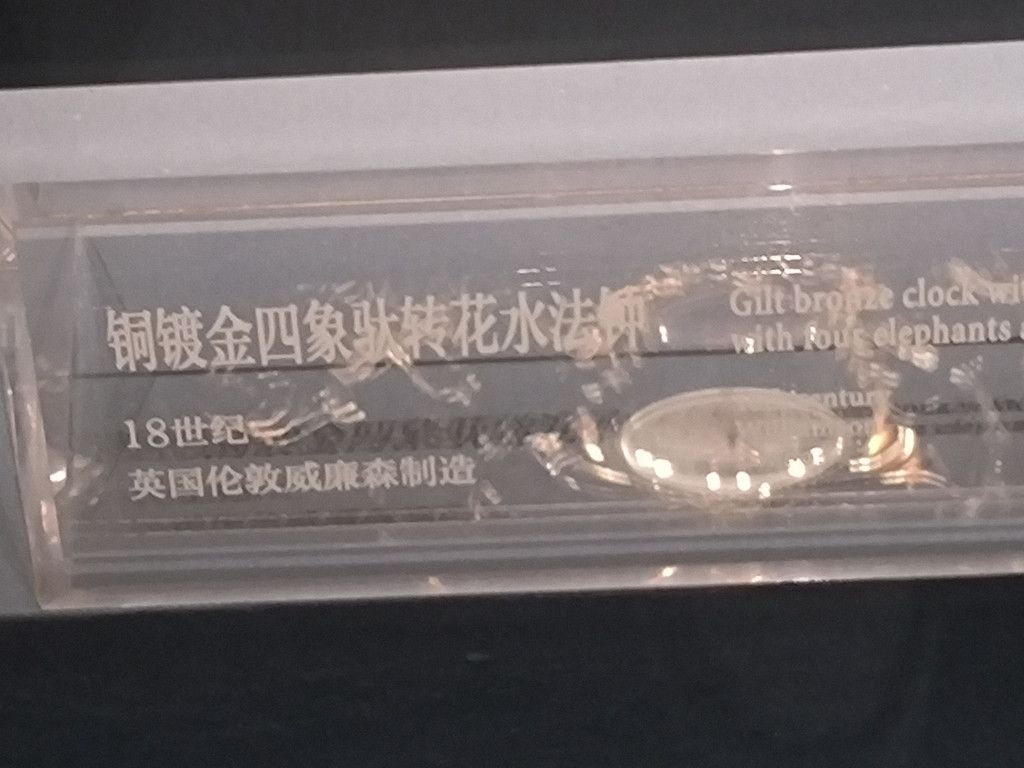 铜镀金四象驮转花水法钟
18世纪
英国伦敦威廉森制造
Gilt bronze clock
with four elephants